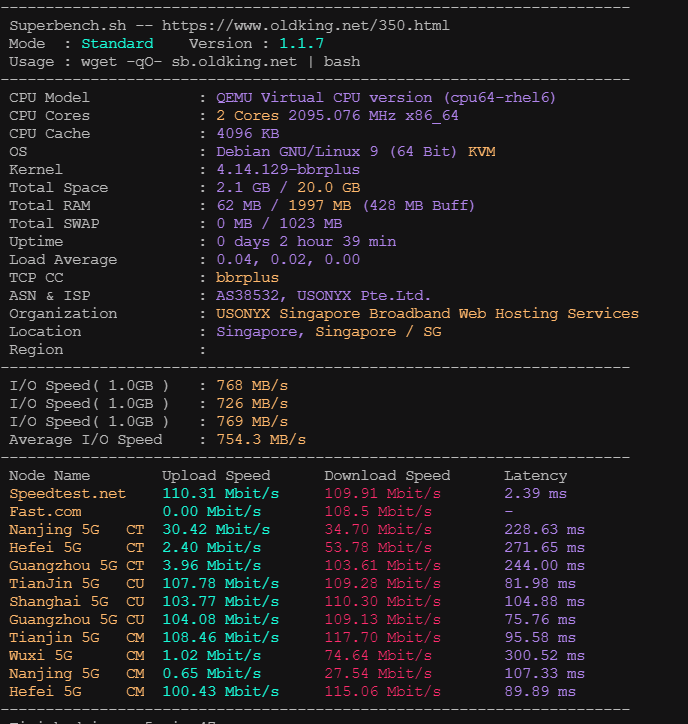 Superbench.sh -- https://www.oldking.net/350.html
Mode : Standard Version : 1.1.7
Usage : wget -qO- sb.oldking.net | bash
CPU Model : QEMU Virtual CPU version (cpu64-rhel6)
CPU Cores : 2 Cores 2095.076 MHz x86_64
CPU Cache : 4096 KB
OS : Debian GNU/Linux 9 (64 Bit) KVM
Kernel : 4.14.129-bbrplus
Total Space : 2.1 GB / 20.0 GB
Total RAM : 62 MB / 1997 MB (428 MB Buff)
Total SWAP : 0 MB / 1023 MB
Uptime : 0 days 2 hour 39 min
Load Average : 0.04, 0.02, 0.00
TCP CC : bbrplus
ASN & ISP : AS38532, USONYX Pte.Ltd.
Organization : USONYX Singapore Broadband Web Hosting Services
Location : Singapore, Singapore / SG
Region :
I/O Speed( 1.0GB ) : 768 MB/s
I/O Speed( 1.0GB ) : 726 MB/s
I/O Speed( 1.0GB ) : 769 MB/s
Average I/O Speed : 754.3 MB/s
Node Name Upload Speed Download Speed Latency
Speedtest.net 110.31 Mbit/s 109.91 Mbit/s 2.39 ms
Fast.com 0.00 Mbit/s 108.5 Mbit/s -
Nanjing 5G CT 30.42 Mbit/s 34.70 Mbit/s 228.63 ms
Hefei 5G CT 2.40 Mbit/s 53.78 Mbit/s 271.65 ms
Guangzhou 5G CT 3.96 Mbit/s 103.61 Mbit/s 244.00 ms
TianJin 5G CU 107.78 Mbit/s 109.28 Mbit/s 81.98 ms
Shanghai 5G CU 103.77 Mbit/s 110.30 Mbit/s 104.88 ms
Guangzhou 5G CU 104.08 Mbit/s 109.13 Mbit/s 75.76 ms
Tianjin 5G CM 108.46 Mbit/s 117.70 Mbit/s 95.58 ms
Wuxi 5G CM 1.02 Mbit/s 74.64 Mbit/s 300.52 ms
Nanjing 5G CM 0.65 Mbit/s 27.54 Mbit/s 107.33 ms
Hefei 5G CM 100.43 Mbit/s 115.06 Mbit/s 89.89 ms